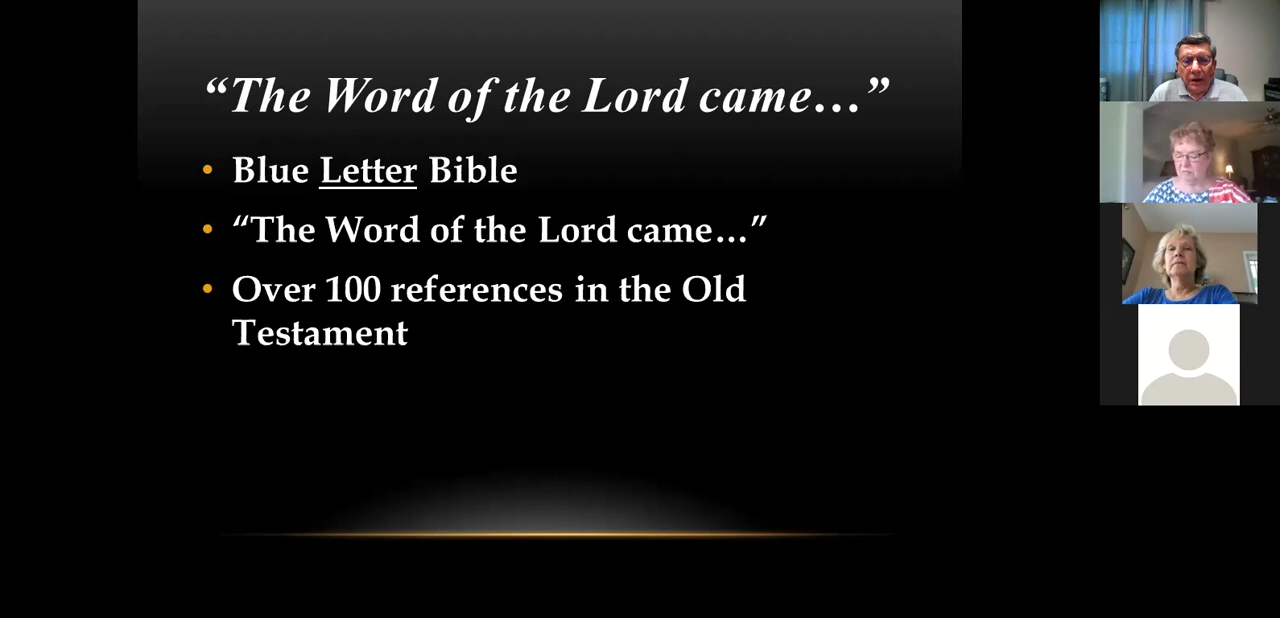 “The Word of the Lord came…”
• Blue Letter Bible
• “The Word of the Lord came…”
• Over 100 references in the Old
Testament